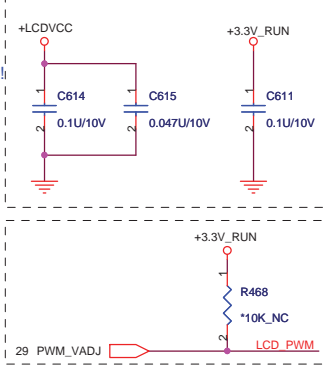 +LCDVCC
+3.3V_RUN
!
1
1
1
C614
C615
C611
2
2
2
0.1U/10V
0.047U/10V
0.1U/10V
+3.3V_RUN
1
R468
*10K_NC
2
29 PWM_VADJ
LCD_PWM